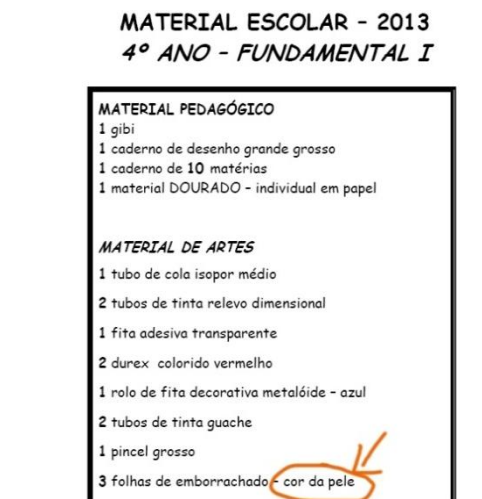 MATERIAL ESCOLAR – 2013
4º ANO – FUNDAMENTAL I
MATERIAL PEDAGÓGICO
1 gibi
1 caderno de desenho grande grosso
1 caderno de 10 matérias
1 material DOURADO – individual em papel
MATERIAL DE ARTES
1 tubo de cola isopor médio
2 tubos de tinta relevo dimensional
1 fita adesiva transparente
2 durex colorido vermelho
1 rolo de fita decorativa metalóide – azul
2 tubos de tinta guache
1 pincel grosso
3 folhas de emborrachado – cor da pele